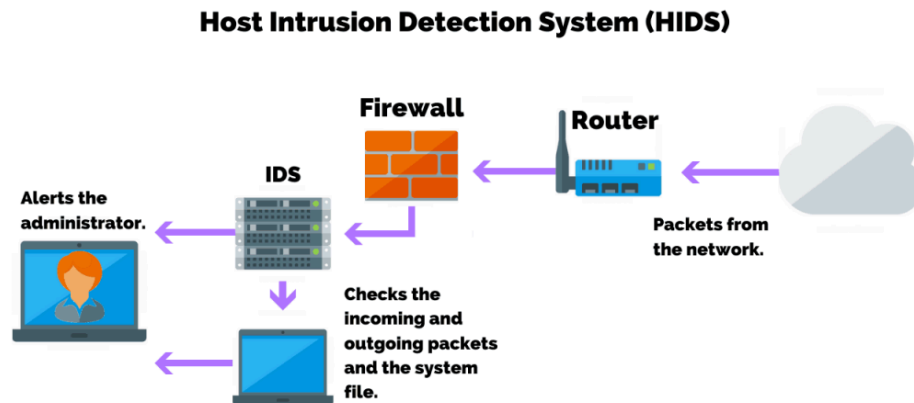 Host Intrusion Detection System (HIDS)
Firewall
Router
IDS
Alerts the
administrator.
Packets from
the network.
Checks the
incoming and
outgoing packets
and the system
file.